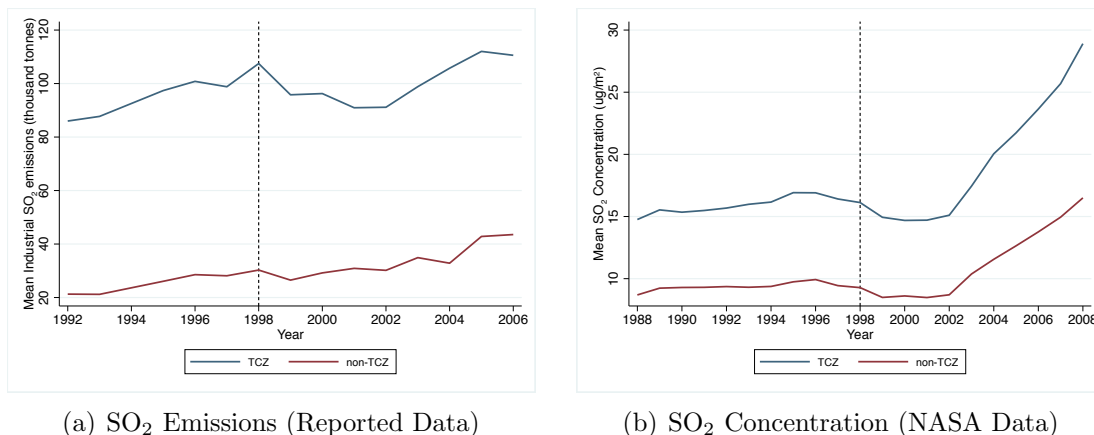 Mean Industrial SO₂ emissions (thousand tonnes)
120
100
80
60
40
20
1992 1994 1996 1998 2000 2002 2004 2006
Year
TCZ non-TCZ
(a) SO₂ Emissions (Reported Data)
Mean SO₂ Concentration (ug/m²)
30
25
20
15
10
1988 1990 1992 1994 1996 1998 2000 2002 2004 2006 2008
Year
TCZ non-TCZ
(b) SO₂ Concentration (NASA Data)